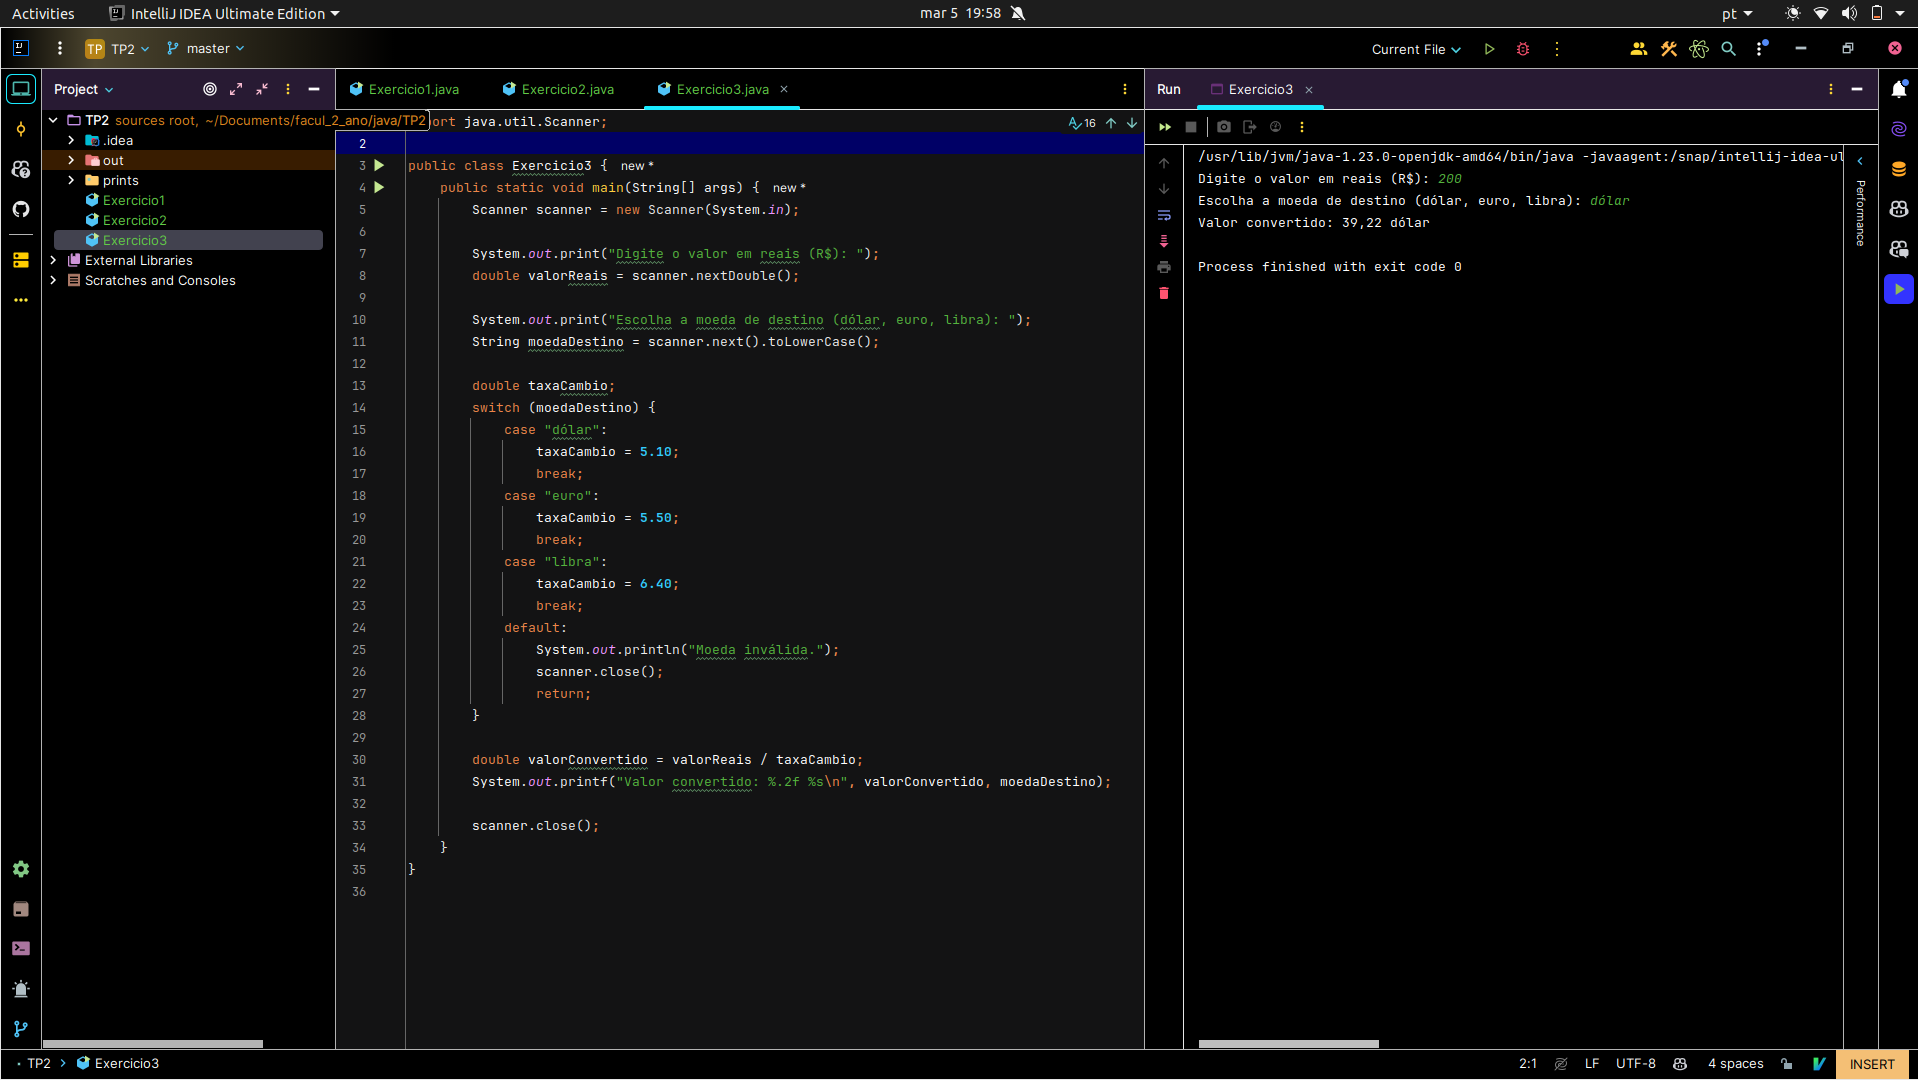 Activities IntelliJ IDEA Ultimate Edition mar 5 19:58 pt
TP TP2 master Current File
Project
Exercicio1.java Exercicio2.java Exercicio3.java
Run Exercicio3
TP2 sources root, ~/Documents/facul_2_ano/java/TP2
.idea
out
prints
Exercicio1
Exercicio2
Exercicio3
External Libraries
Scratches and Consoles
ort java.util.Scanner;
16
2
3 public class Exercicio3 { new *
4 public static void main(String[] args) { new *
5 Scanner scanner = new Scanner(System.in);
6
7 System.out.print("Digite o valor em reais (R$): ");
8 double valorReais = scanner.nextDouble();
9
10 System.out.print("Escolha a moeda de destino (dólar, euro, libra): ");
11 String moedaDestino = scanner.next().toLowerCase();
12
13 double taxaCambio;
14 switch (moedaDestino) {
15 case "dólar":
16 taxaCambio = 5.10;
17 break;
18 case "euro":
19 taxaCambio = 5.50;
20 break;
21 case "libra":
22 taxaCambio = 6.40;
23 break;
24 default:
25 System.out.println("Moeda inválida.");
26 scanner.close();
27 return;
28 }
29
30 double valorConvertido = valorReais / taxaCambio;
31 System.out.printf("Valor convertido: %.2f %s\n", valorConvertido, moedaDestino);
32
33 scanner.close();
34 }
35 }
36
/usr/lib/jvm/java-1.23.0-openjdk-amd64/bin/java -javaagent:/snap/intellij-idea-ul
Digite o valor em reais (R$): 200
Escolha a moeda de destino (dólar, euro, libra): dólar
Valor convertido: 39,22 dólar
Process finished with exit code 0
Performance
TP2 Exercicio3
2:1 LF UTF-8 4 spaces INSERT